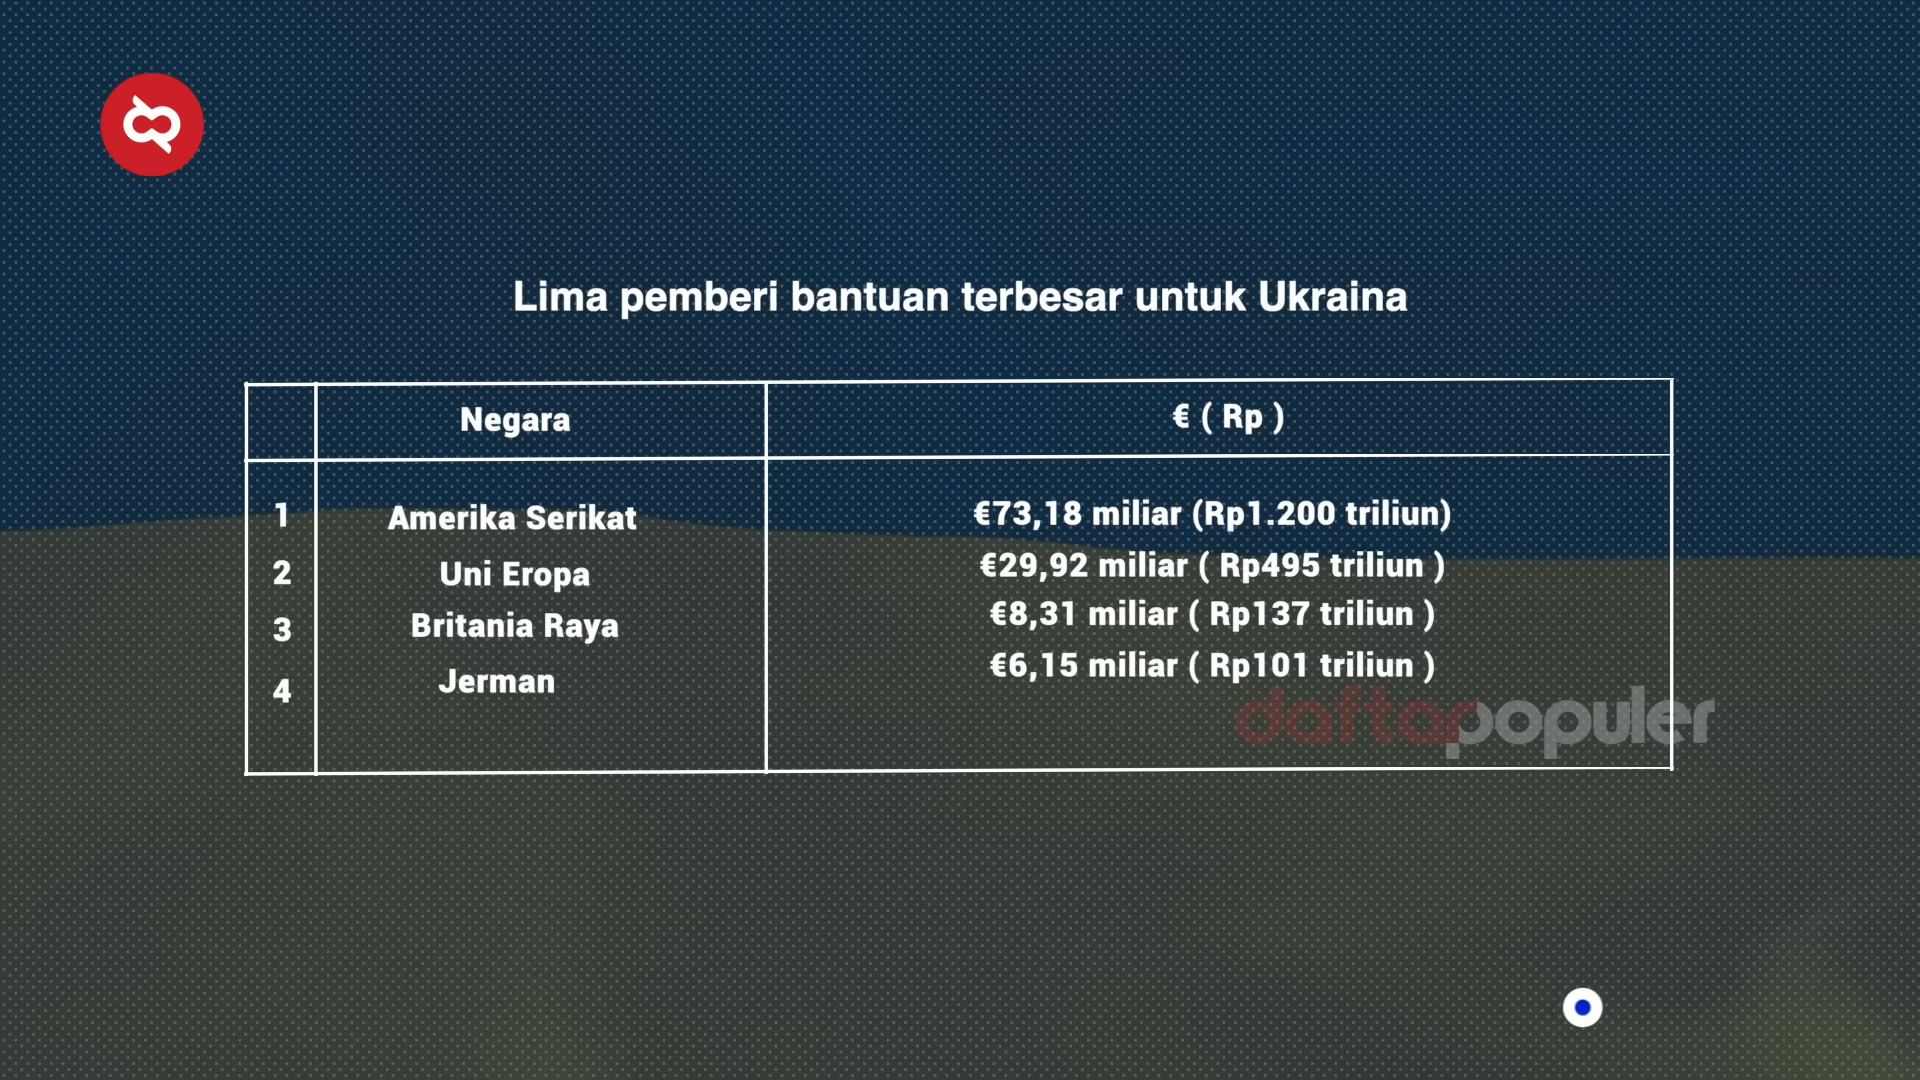 Lima pemberi bantuan terbesar untuk Ukraina
Negara € ( Rp )
1 Amerika Serikat €73,18 miliar (Rp1.200 triliun)
2 Uni Eropa €29,92 miliar ( Rp495 triliun )
3 Britania Raya €8,31 miliar ( Rp137 triliun )
4 Jerman €6,15 miliar ( Rp101 triliun )
daftarpopuler